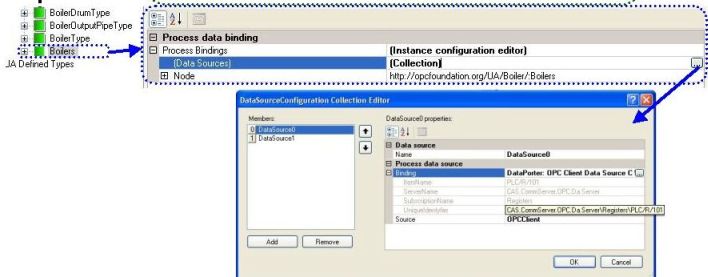 BoilerDrumType
BoilerOutputPipeType
BoilerType
Boilers
JA Defined Types
Process data binding
Process Bindings (Instance configuration editor)
(Data Sources) (Collection)
Node http://opcfoundation.org/UA/Boiler/:Boilers
DataSourceConfiguration Collection Editor
Members:
0 DataSource0
1 DataSource1
Add Remove
DataSource0 properties:
Data source
Name DataSource0
Process data source
Binding DataPorter: OPC Client Data Source C
ItemName PLC/R/101
ServerName CAS.CommServer.OPC.Da.Server
SubscriptionName Registers
UniqueIdentyfier CAS.CommServer.OPC.Da.Server\Registers\PLC/R/101
Source OPCClient
OK Cancel